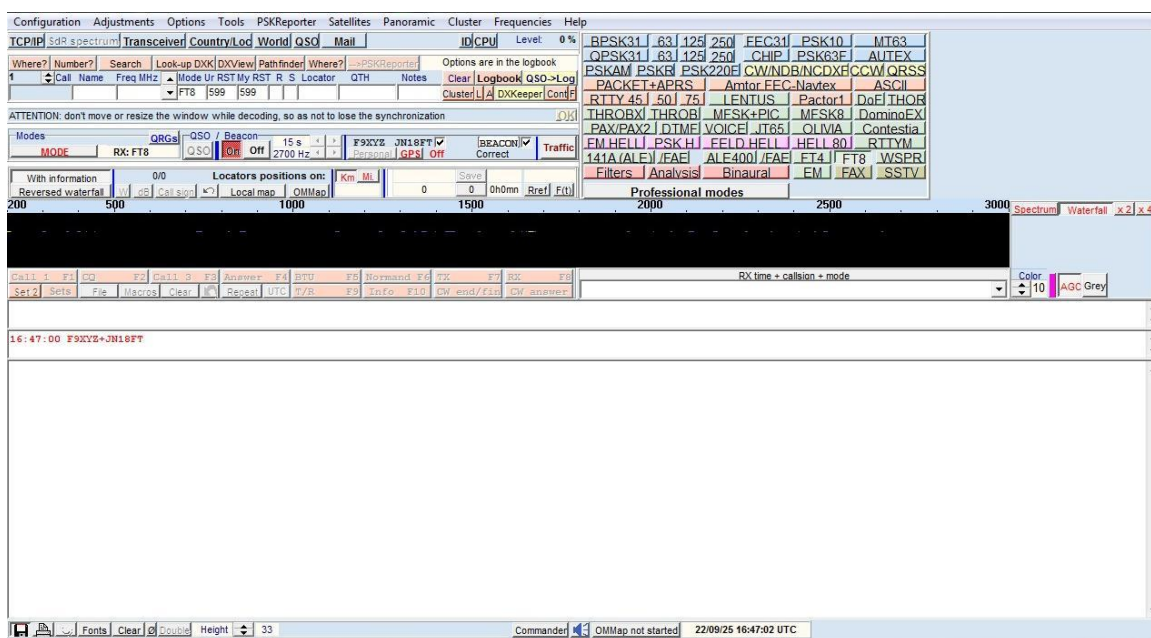 Configuration Adjustments Options Tools PSKReporter Satellites Panoramic Cluster Frequencies Help
TCP/IP SdR spectrum Transceiver Country/Loc World QSO Mail ID CPU Level: 0 %
Where? Number? Search Look-up DXK DXView Pathfinder Where? -->PSKReporter Options are in the logbook
1 Call Name Freq MHz Mode Ur RST My RST R S Locator QTH Notes Clear Logbook QSO->Log
FT8 599 599 Cluster L A DXKeeper Cont F
ATTENTION: don't move or resize the window while decoding, so as not to lose the synchronization OK
Modes QRGs QSO / Beacon 15 s F9XYZ JN18FT BEACON Traffic
MODE RX: FT8 QSO On Off 2700 Hz Personal GPS Off Correct
With information 0/0 Locators positions on: Km Mi. Save
Reversed waterfall W dB Call sign Local map OMMap 0 0 0h0mn Rref F(t)
BPSK31 63 125 250 FEC31 PSK10 MT63
QPSK31 63 125 250 CHIP PSK63F AUTEX
PSKAM PSKR PSK220F CW/NDB/NCDXF CCW QRSS
PACKET+APRS Amtor FEC-Navtex ASCII
RTTY 45 50 75 LENTUS Pactor1 DoF THOR
THROBX THROB MFSK+PIC MFSK8 DominoEX
PAX/PAX2 DTMF VOICE JT65 OLIVIA Contestia
FM HELL PSK H FELD HELL HELL 80 RTTYM
141A (ALE) /FAE ALE400 /FAE FT4 FT8 WSPR
Filters Analysis Binaural EM FAX SSTV
Professional modes
200 500 1000 1500 2000 2500 3000 Spectrum Waterfall x 2 x 4
Call 1 F1 CQ F2 Call 3 F3 Answer F4 BTU F5 Normand F6 TX F7 RX F8 RX time + callsion + mode Color
Set 2 Sets File Macros Clear Repeat UTC T/R F9 Info F10 CW end/fin CW answer 10 AGC Grey
16:47:00 F9XYZ+JN18FT
Fonts Clear Ø Double Height 33 Commander OMMap not started 22/09/25 16:47:02 UTC